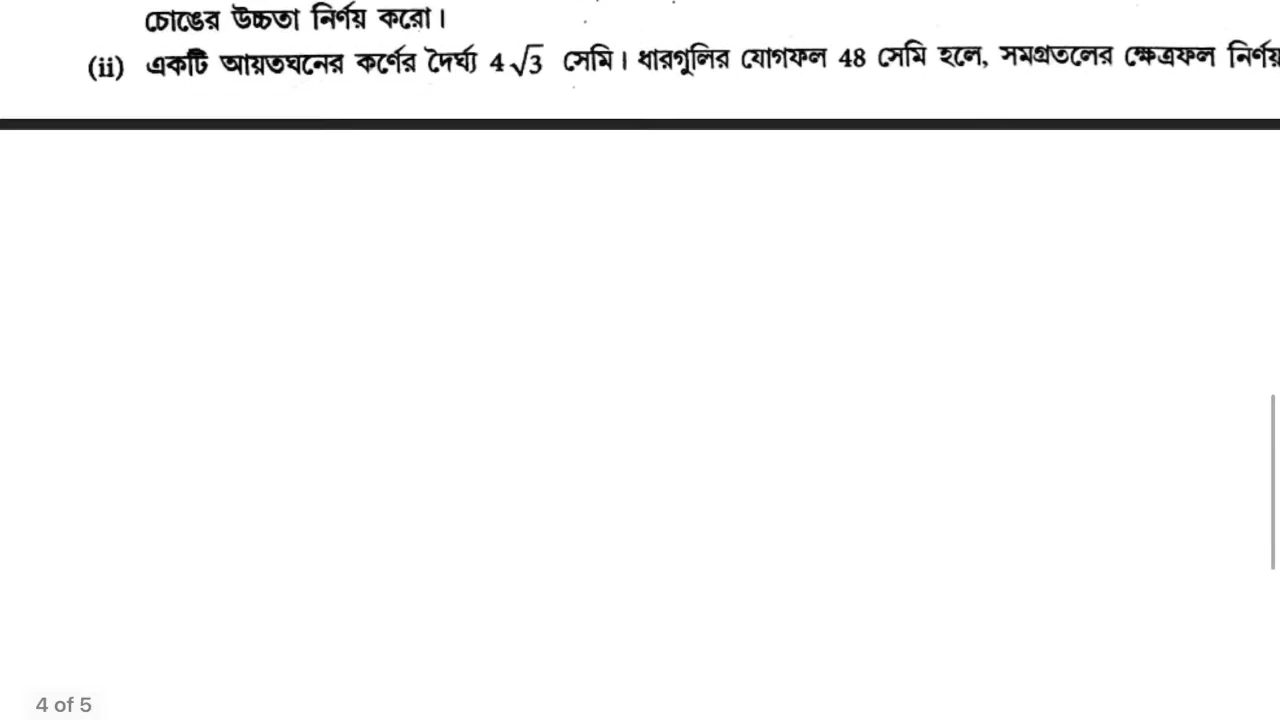 চোঙের উচ্চতা নির্ণয় করো।
(ii) একটি আয়তঘনের কর্ণের দৈর্ঘ্য 4√3 সেমি। ধারগুলির যোগফল 48 সেমি হলে, সমগ্রতলের ক্ষেত্রফল নির্ণয়
4 of 5